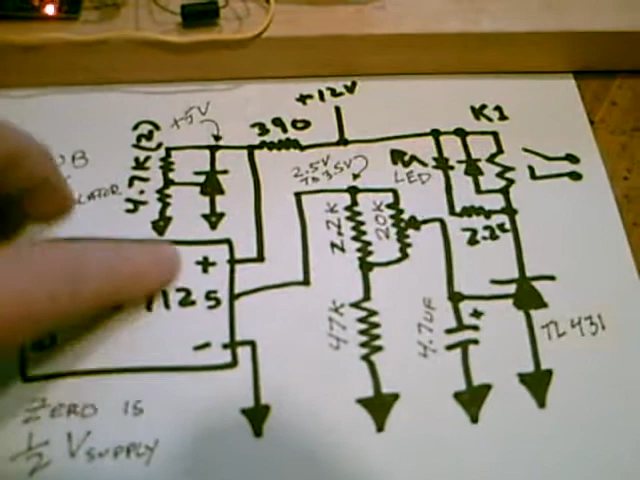 +12V
K1
+5V
390
4.7K(2)
2.5V
TO 3.5V
LED
2.2K
20K
2.2K
+
S
-
47K
4.7UF
+
TL431
ZERO IS
1/2 VSUPPLY